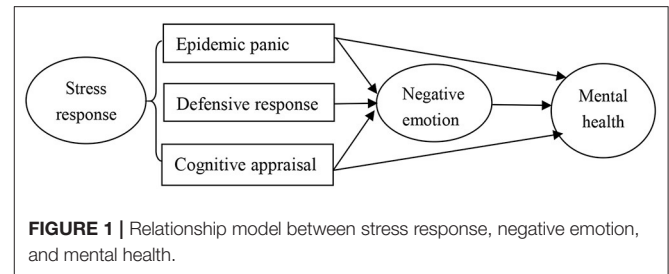 Epidemic panic
Stress
response
Defensive response
Negative
emotion
Mental
health
Cognitive appraisal
FIGURE 1 | Relationship model between stress response, negative emotion,
and mental health.